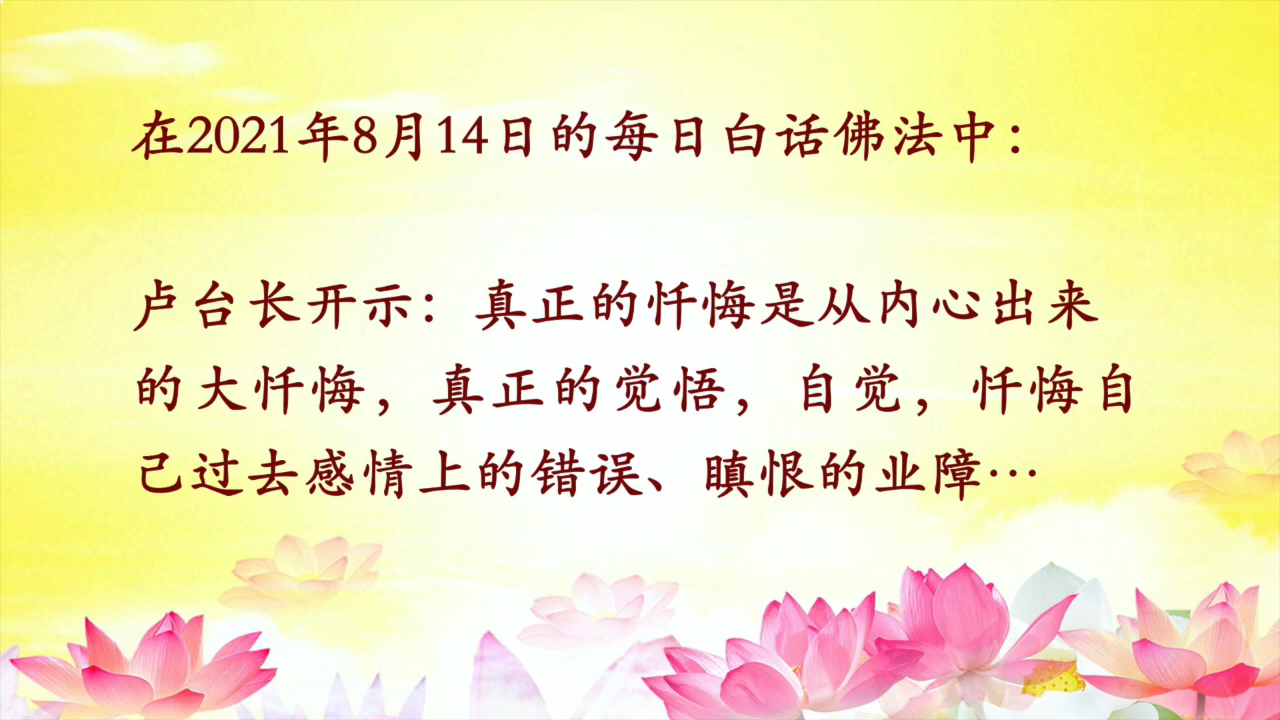 在2021年8月14日的每日白话佛法中：
卢台长开示：真正的忏悔是从内心出来
的大忏悔，真正的觉悟，自觉，忏悔自
己过去感情上的错误、瞋恨的业障…